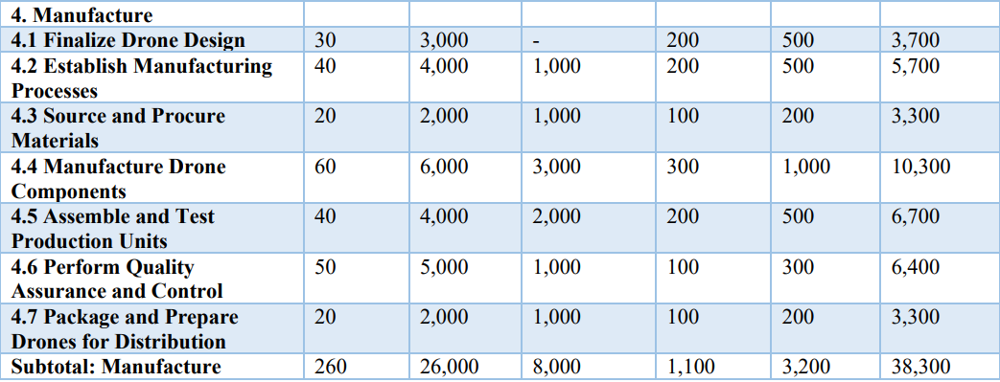 4. Manufacture
4.1 Finalize Drone Design 30 3,000 - 200 500 3,700
4.2 Establish Manufacturing 40 4,000 1,000 200 500 5,700
Processes
4.3 Source and Procure 20 2,000 1,000 100 200 3,300
Materials
4.4 Manufacture Drone 60 6,000 3,000 300 1,000 10,300
Components
4.5 Assemble and Test 40 4,000 2,000 200 500 6,700
Production Units
4.6 Perform Quality 50 5,000 1,000 100 300 6,400
Assurance and Control
4.7 Package and Prepare 20 2,000 1,000 100 200 3,300
Drones for Distribution
Subtotal: Manufacture 260 26,000 8,000 1,100 3,200 38,300